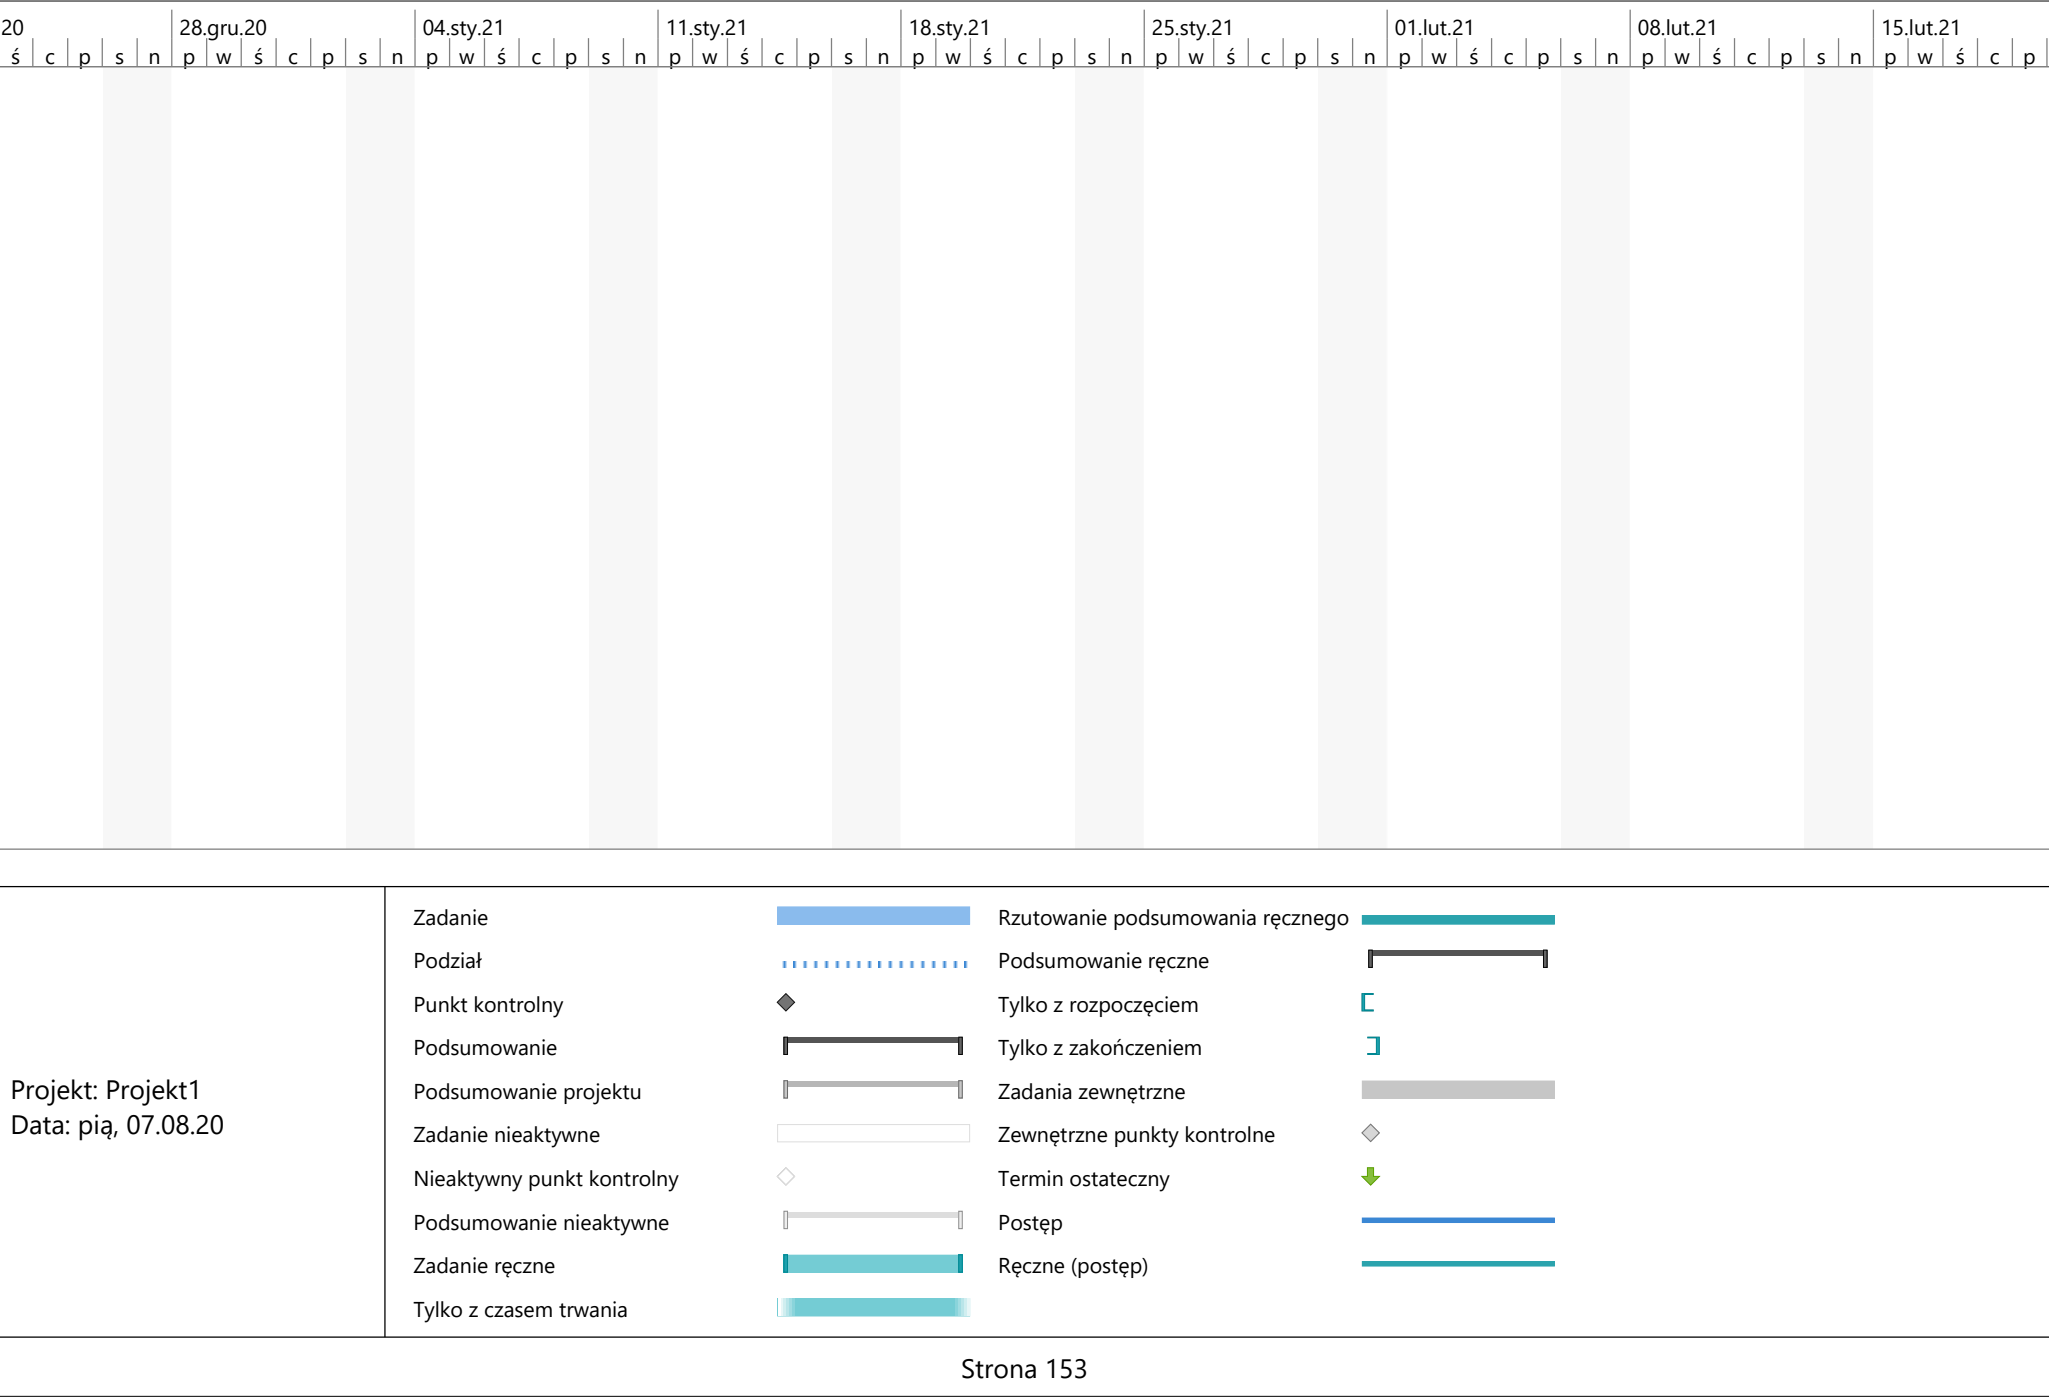 20 28.gru.20 04.sty.21 11.sty.21 18.sty.21 25.sty.21 01.lut.21 08.lut.21 15.lut.21
ś c p s n p w ś c p s n p w ś c p s n p w ś c p s n p w ś c p s n p w ś c p s n p w ś c p s n p w ś c p s n p w ś c p
Zadanie
Podział
Punkt kontrolny
Podsumowanie
Podsumowanie projektu
Zadanie nieaktywne
Nieaktywny punkt kontrolny
Podsumowanie nieaktywne
Zadanie ręczne
Tylko z czasem trwania
Rzutowanie podsumowania ręcznego
Podsumowanie ręczne
Tylko z rozpoczęciem
Tylko z zakończeniem
Zadania zewnętrzne
Zewnętrzne punkty kontrolne
Termin ostateczny
Postęp
Ręczne (postęp)
Projekt: Projekt1
Data: pią, 07.08.20
Strona 153